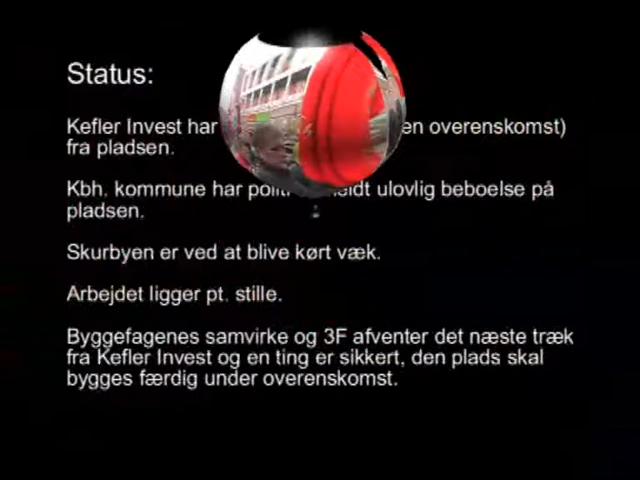 Status:
Kefler Invest har en overenskomst)
fra pladsen.
Kbh. kommune har ulovlig beboelse på
pladsen.
Skurbyen er ved at blive kørt væk.
Arbejdet ligger pt. stille.
Byggefagenes samvirke og 3F afventer det næste træk
fra Kefler Invest og en ting er sikkert, den plads skal
bygges færdig under overenskomst.